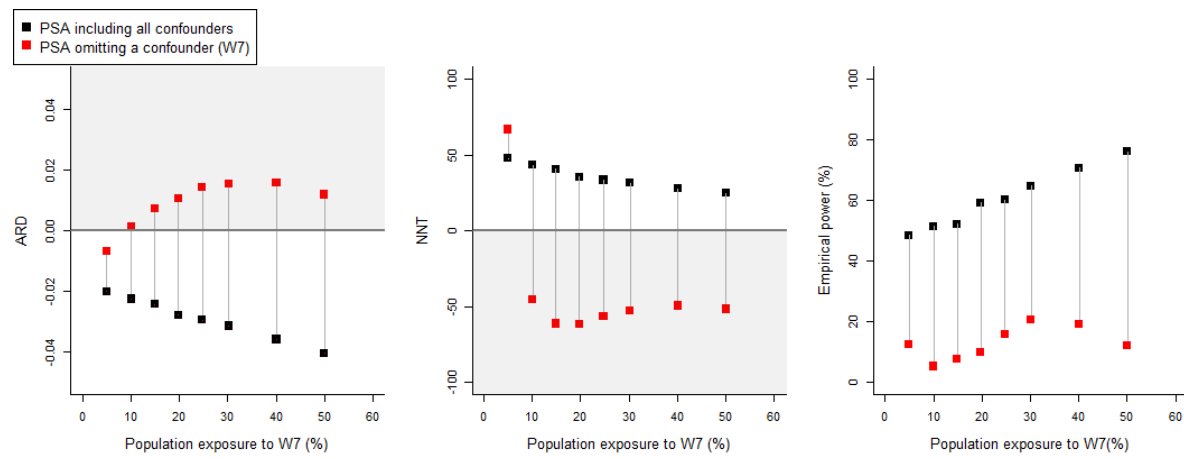 PSA including all confounders
PSA omitting a confounder (W7)
ARD
0.04
0.02
0.00
-0.02
-0.04
0 10 20 30 40 50 60
Population exposure to W7 (%)
NNT
100
50
0
-50
-100
0 10 20 30 40 50 60
Population exposure to W7 (%)
Empirical power (%)
100
80
60
40
20
0
0 10 20 30 40 50 60
Population exposure to W7(%)